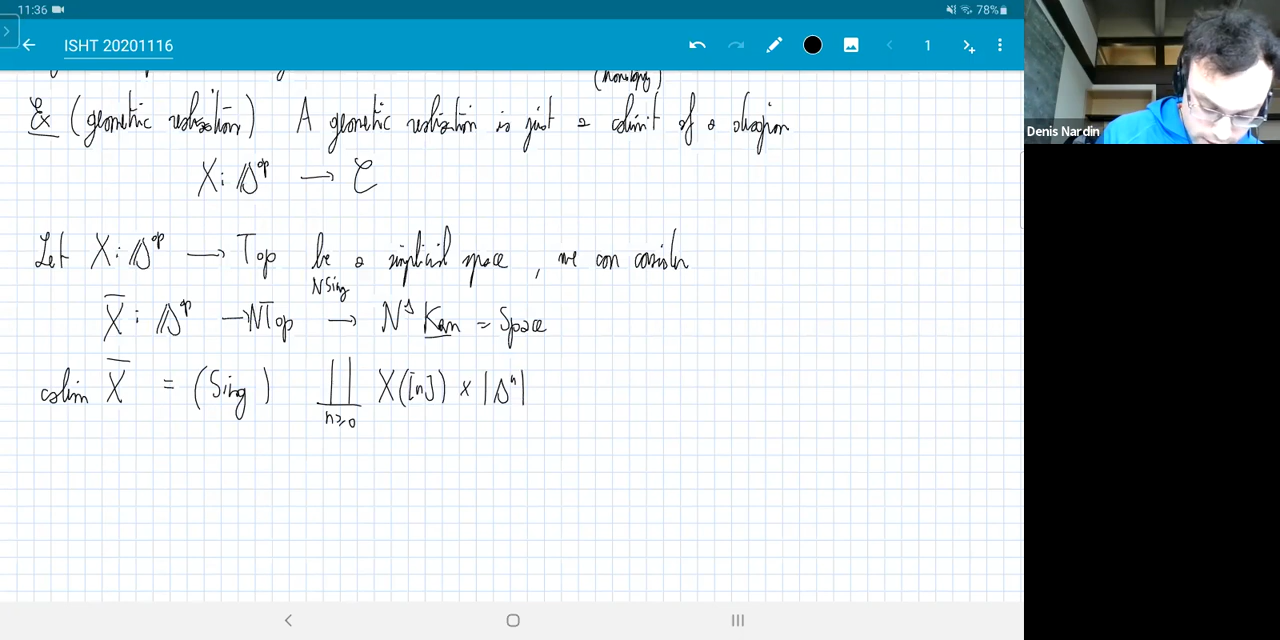 11:36
78%
ISHT 20201116
1
Denis Nardin
(homotopy)
Ex (geometric realization) A geometric realization is just a colimit of a diagram
X : Δ^op → C
Let X : Δ^op → Top be a simplicial space, we can consider
NSing
X̄ : Δ^op → NTop → N^Δ Kan = Space
colim X̄ = (Sing) ∐_{n≥0} X([n]) × |Δ^n|